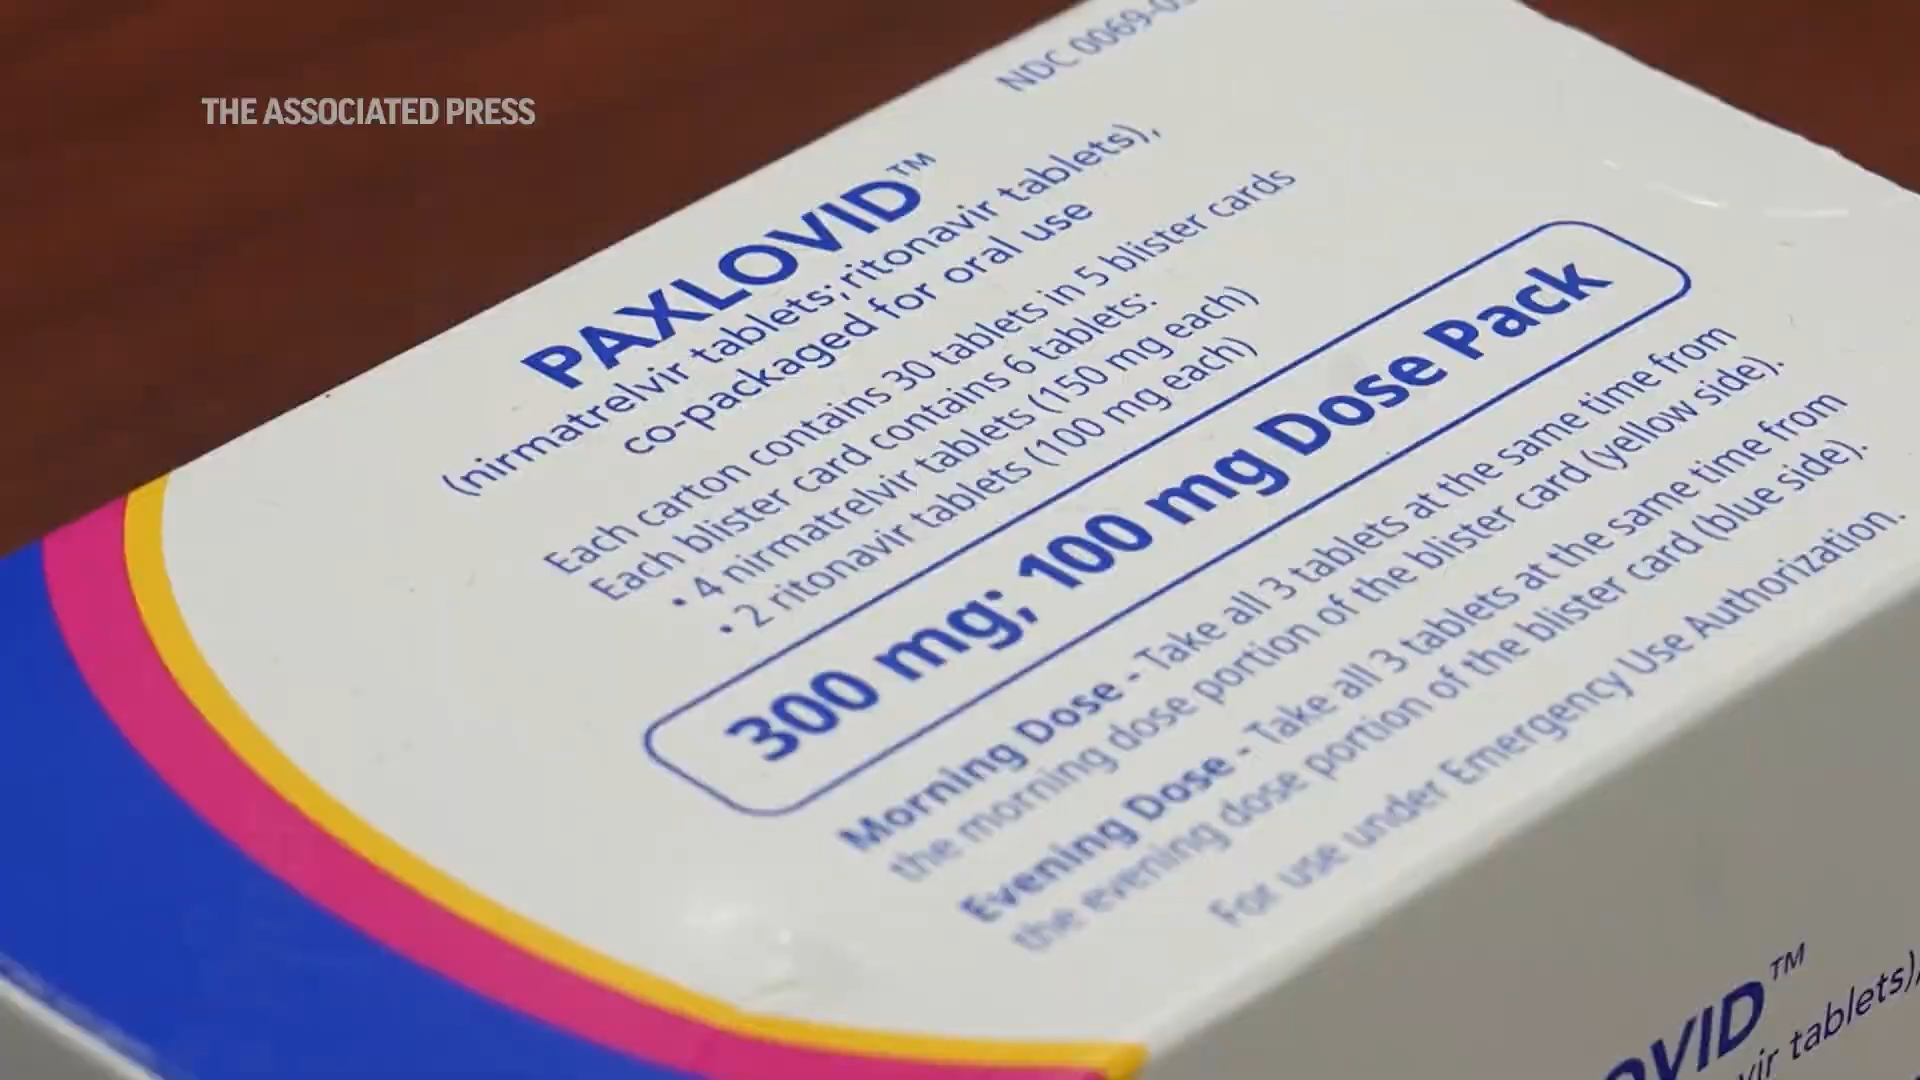 THE ASSOCIATED PRESS
NDC 0069-
PAXLOVID™
(nirmatrelvir tablets; ritonavir tablets),
co-packaged for oral use
Each carton contains 30 tablets in 5 blister cards
Each blister card contains 6 tablets:
• 4 nirmatrelvir tablets (150 mg each)
• 2 ritonavir tablets (100 mg each)
300 mg; 100 mg Dose Pack
Morning Dose - Take all 3 tablets at the same time from
the morning dose portion of the blister card (yellow side).
Evening Dose - Take all 3 tablets at the same time from
the evening dose portion of the blister card (blue side).
For use under Emergency Use Authorization.
OVID™
vir tablets),